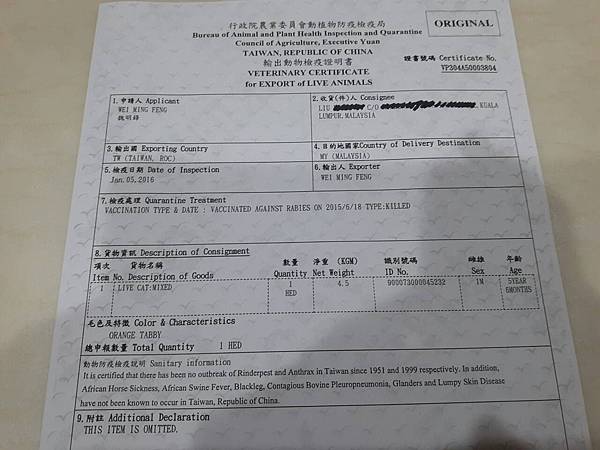 行政院農業委員會動植物防疫檢疫局
Bureau of Animal and Plant Health Inspection and Quarantine
Council of Agriculture, Executive Yuan
TAIWAN, REPUBLIC OF CHINA
輸出動物檢疫證明書
VETERINARY CERTIFICATE
for EXPORT of LIVE ANIMALS
ORIGINAL
證書號碼 Certificate No.
VP304A50003804
1.申請人 Applicant
WEI MING FENG
魏明鋒
2.收貨(件)人 Consignee
LIU C/O ,KUALA
LUMPUR,MALAYSIA
3.輸出國 Exporting Country
TW (TAIWAN, ROC)
4.目的地國家Country of Delivery Destination
MY (MALAYSIA)
5.檢疫日期 Date of Inspection
Jan.05,2016
6.輸出人 Exporter
WEI MING FENG
7.檢疫處理 Quarantine Treatment
VACCINATION TYPE & DATE : VACCINATED AGAINST RABIES ON 2015/6/18 TYPE:KILLED
8.貨物資訊 Description of Consignment
項次 貨物名稱 數量 淨重 (KGM) 識別號碼 雌雄 年齡
Item No. Description of Goods Quantity Net Weight ID No. Sex Age
1 LIVE CAT:MIXED 1 4.5 900073000045232 1M 5YEAR
HED 6MONTHS
毛色及特徵 Color & Characteristics
ORANGE TABBY
總申報數量 Total Quantity 1 HED
動物防疫檢疫說明 Sanitary information
It is certified that there has been no outbreak of Rinderpest and Anthrax in Taiwan since 1951 and 1999 respectively. In addition,
African Horse Sickness, African Swine Fever, Blackleg, Contagious Bovine Pleuropneumonia, Glanders and Lumpy Skin Disease
have not been known to occur in Taiwan, Republic of China.
9.附註 Additional Declaration
THIS ITEM IS OMITTED.